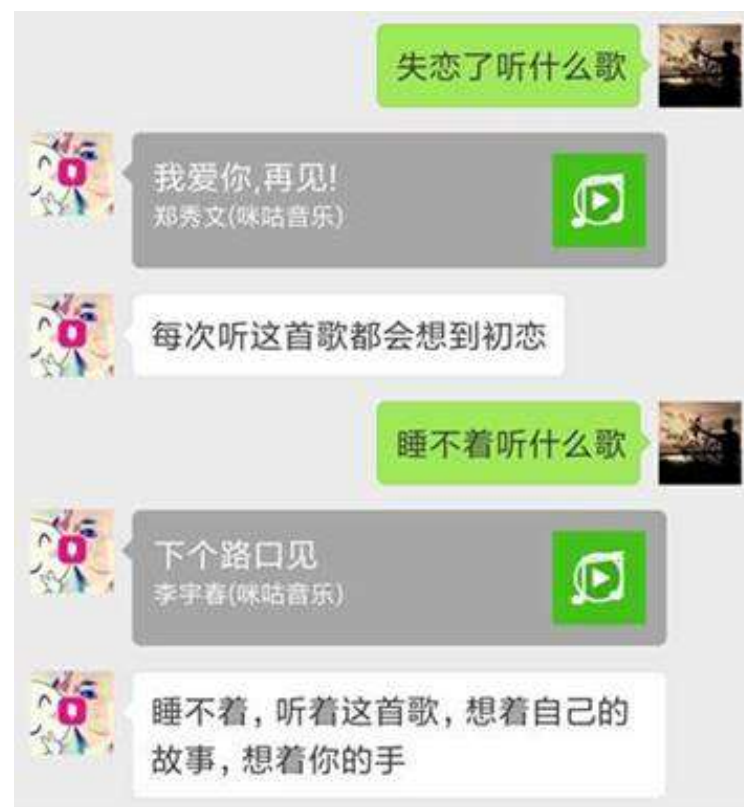 失恋了听什么歌
我爱你,再见!
郑秀文(咪咕音乐)
每次听这首歌都会想到初恋
睡不着听什么歌
下个路口见
李宇春(咪咕音乐)
睡不着，听着这首歌，想着自己的
故事，想着你的手